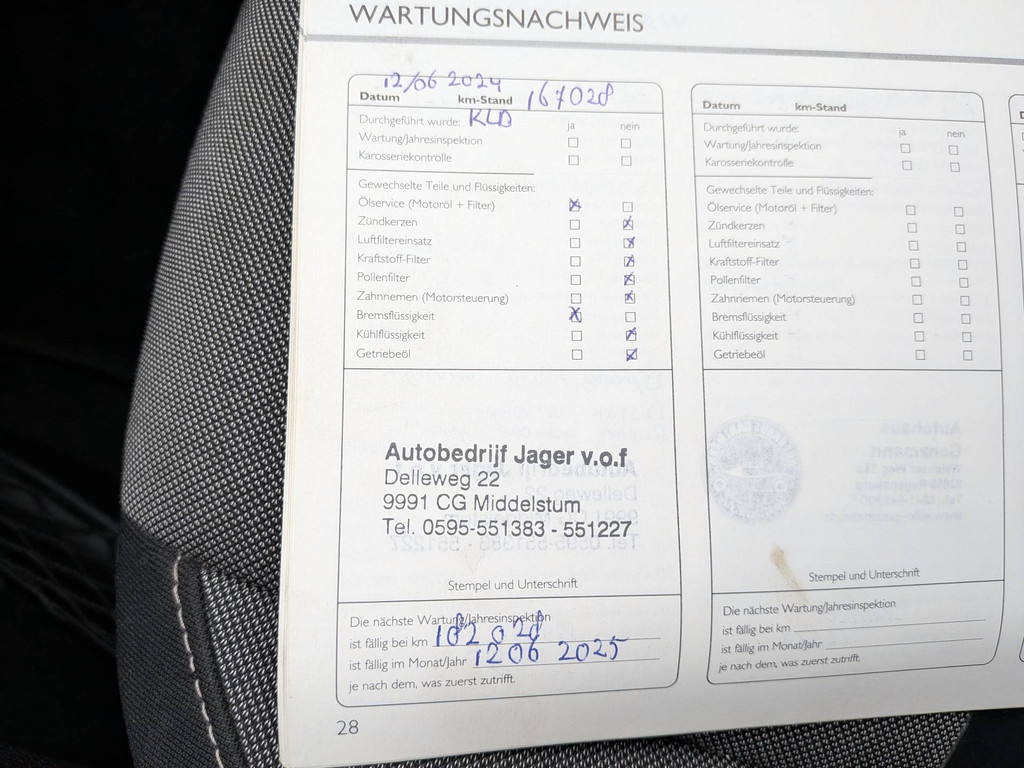 WARTUNGSNACHWEIS
12/06 2024
Datum km-Stand 167028
Durchgeführt wurde: KLB ja nein
Wartung/Jahresinspektion
Karosseriekontrolle
Gewechselte Teile und Flüssigkeiten:
Ölservice (Motoröl + Filter)
Zündkerzen
Luftfiltereinsatz
Kraftstoff-Filter
Pollenfilter
Zahnriemen (Motorsteuerung)
Bremsflüssigkeit
Kühlflüssigkeit
Getriebeöl
Autobedrijf Jager v.o.f
Delleweg 22
9991 CG Middelstum
Tel. 0595-551383 - 551227
Stempel und Unterschrift
Die nächste Wartung/Jahresinspektion
ist fällig bei km 182028
ist fällig im Monat/Jahr 1206 2025
je nach dem, was zuerst zutrifft.
28
Datum km-Stand
Durchgeführt wurde: ja nein
Wartung/Jahresinspektion
Karosseriekontrolle
Gewechselte Teile und Flüssigkeiten:
Ölservice (Motoröl + Filter)
Zündkerzen
Luftfiltereinsatz
Kraftstoff-Filter
Pollenfilter
Zahnriemen (Motorsteuerung)
Bremsflüssigkeit
Kühlflüssigkeit
Getriebeöl
Stempel und Unterschrift
Die nächste Wartung/Jahresinspektion
ist fällig bei km
ist fällig im Monat/Jahr
je nach dem, was zuerst zutrifft.